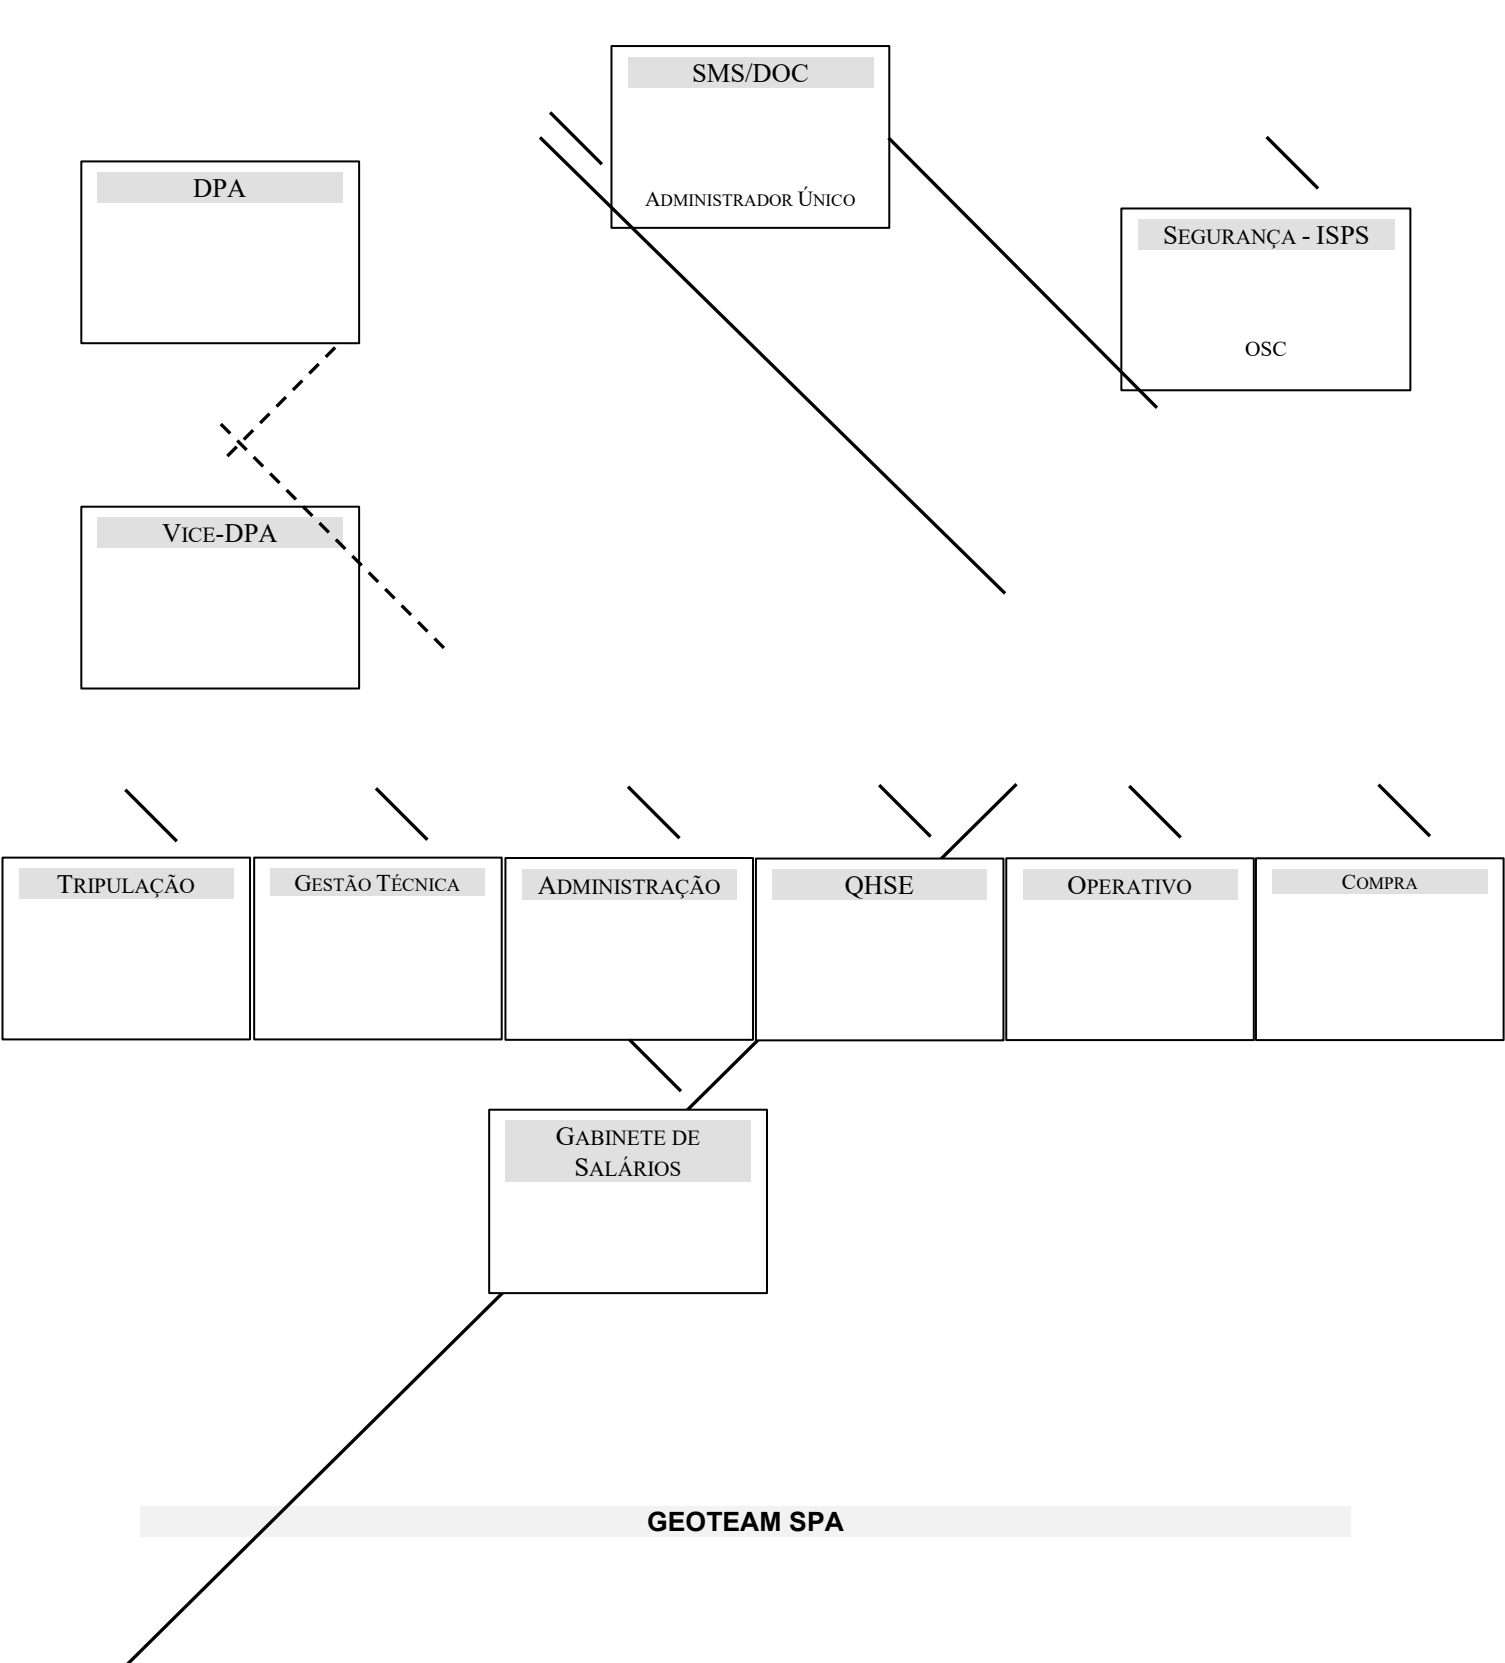 SMS/DOC
Administrador Único
DPA
Segurança - ISPS
OSC
Vice-DPA
Tripulação
Gestão Técnica
Administração
QHSE
Operativo
Compra
Gabinete de
Salários
GEOTEAM SPA